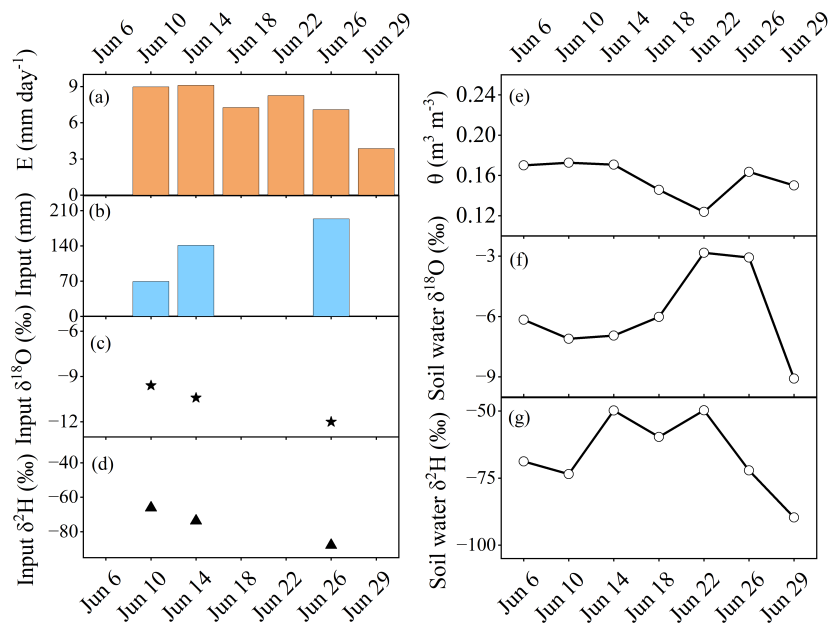 Jun 6 Jun 10 Jun 14 Jun 18 Jun 22 Jun 26 Jun 29
E (mm day⁻¹)
(a)
9
6
3
0
Input (mm)
(b)
210
140
70
0
Input δ¹⁸O (‰)
−6
(c)
−9
−12
Input δ²H (‰)
(d)
−40
−60
−80
Jun 6 Jun 10 Jun 14 Jun 18 Jun 22 Jun 26 Jun 29
Jun 6 Jun 10 Jun 14 Jun 18 Jun 22 Jun 26 Jun 29
θ (m³ m⁻³)
(e)
0.24
0.20
0.16
0.12
Soil water δ¹⁸O (‰)
(f)
−3
−6
−9
Soil water δ²H (‰)
(g)
−50
−75
−100
Jun 6 Jun 10 Jun 14 Jun 18 Jun 22 Jun 26 Jun 29